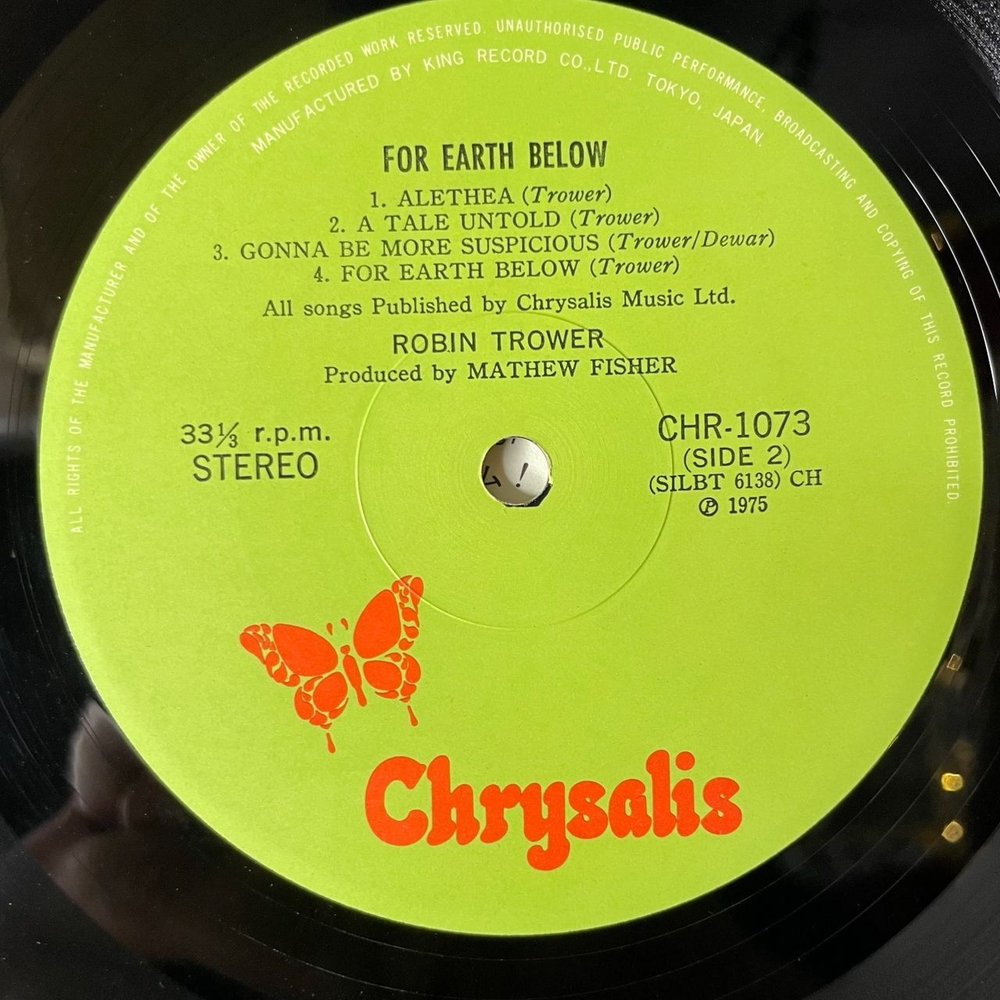 ALL RIGHTS OF THE MANUFACTURER AND OF THE OWNER OF THE RECORDED WORK RESERVED. UNAUTHORISED PUBLIC PERFORMANCE, BROADCASTING AND COPYING OF THIS RECORD PROHIBITED.
MANUFACTURED BY KING RECORD CO.,LTD. TOKYO, JAPAN.
FOR EARTH BELOW
1. ALETHEA (Trower)
2. A TALE UNTOLD (Trower)
3. GONNA BE MORE SUSPICIOUS (Trower/Dewar)
4. FOR EARTH BELOW (Trower)
All songs Published by Chrysalis Music Ltd.
ROBIN TROWER
Produced by MATHEW FISHER
33⅓ r.p.m.
STEREO
CHR-1073
(SIDE 2)
(SILBT 6138) CH
Ⓟ 1975
Chrysalis